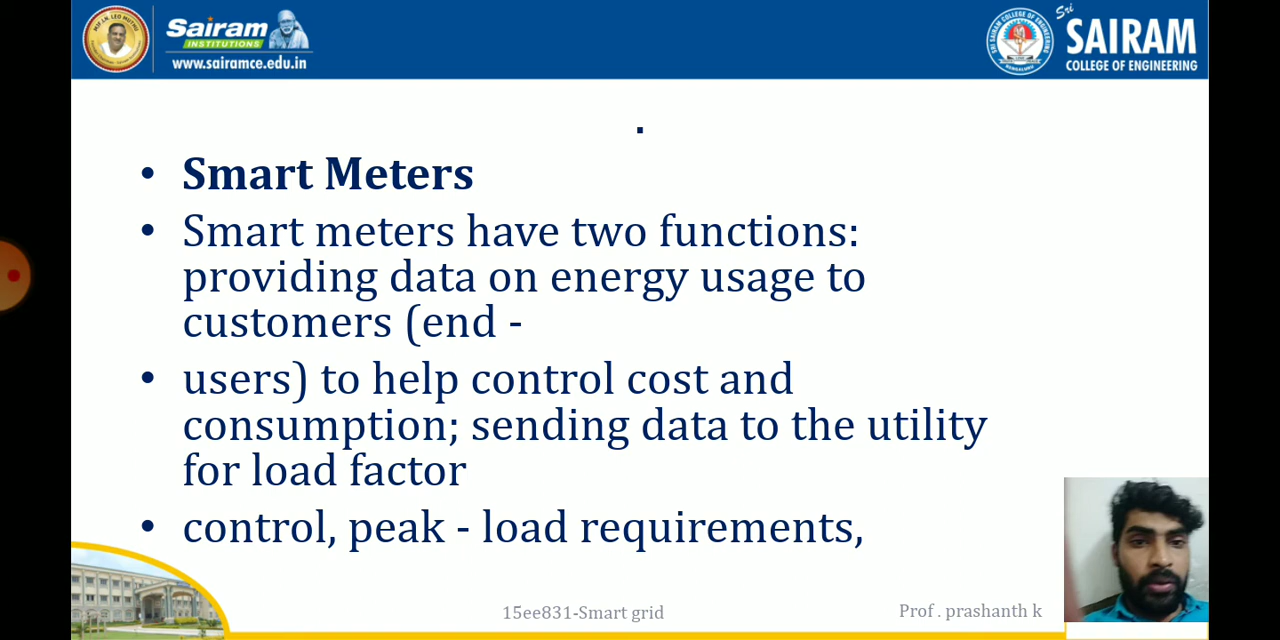 Sairam
INSTITUTIONS
www.sairamce.edu.in
Sri
SAIRAM
COLLEGE OF ENGINEERING
.
• Smart Meters
• Smart meters have two functions:
providing data on energy usage to
customers (end -
• users) to help control cost and
consumption; sending data to the utility
for load factor
• control, peak - load requirements,
15ee831-Smart grid
Prof . prashanth k